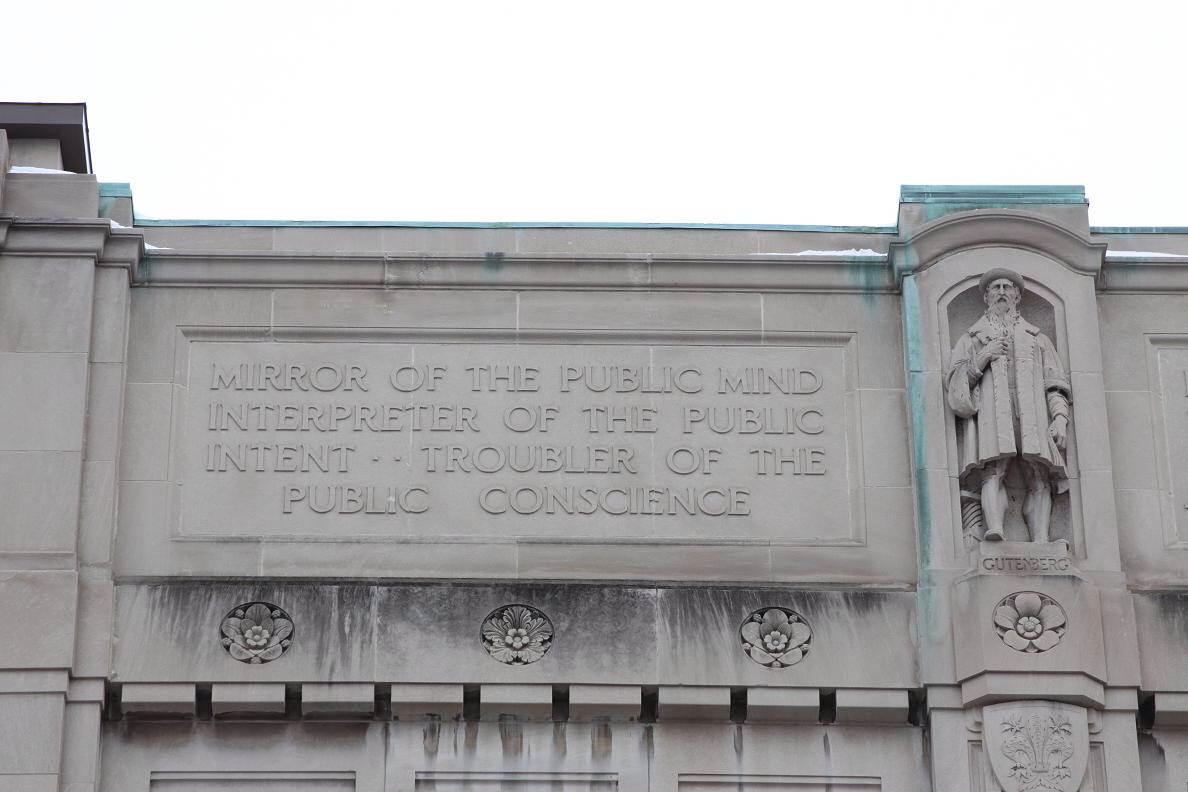 MIRROR OF THE PUBLIC MIND
INTERPRETER OF THE PUBLIC
INTENT · · TROUBLER OF THE
PUBLIC CONSCIENCE
GUTENBERG